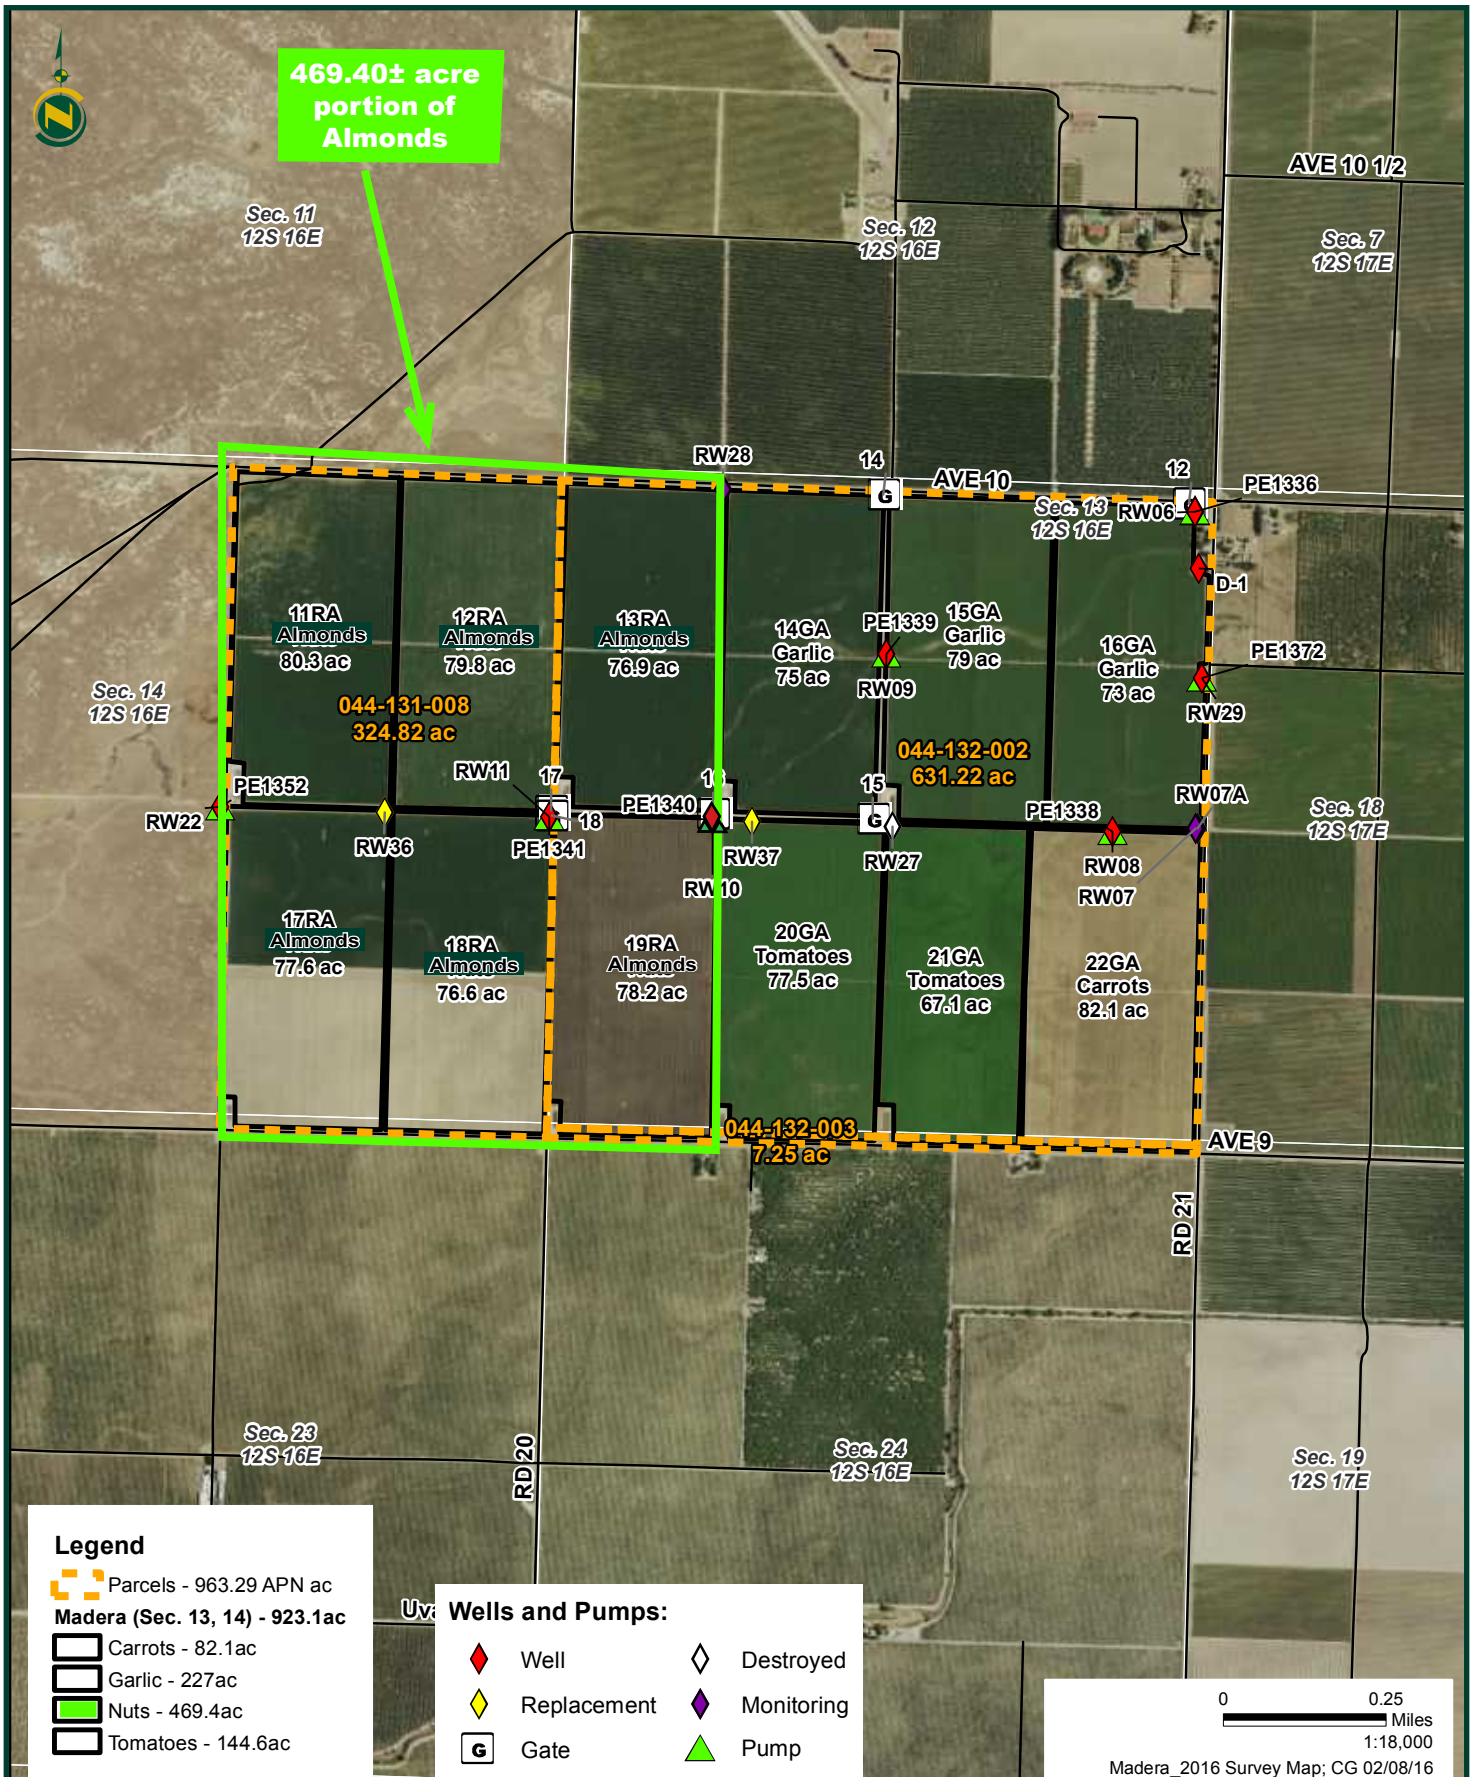 469.40± acre
portion of
Almonds
N
AVE 10 1/2
Sec. 11
12S 16E
Sec. 12
12S 16E
Sec. 7
12S 17E
RW28
14
G
AVE 10
12
PE1336
RW06
Sec. 13
12S 16E
D-1
11RA
Almonds
80.3 ac
12RA
Almonds
79.8 ac
13RA
Almonds
76.9 ac
14GA
Garlic
75 ac
PE1339
RW09
15GA
Garlic
79 ac
16GA
Garlic
73 ac
PE1372
RW29
Sec. 14
12S 16E
044-131-008
324.82 ac
044-132-002
631.22 ac
RW11
17
18
PE1341
PE1352
RW22
RW36
PE1340
16
RW10
RW37
15
G
RW27
PE1338
RW08
RW07A
RW07
Sec. 18
12S 17E
17RA
Almonds
77.6 ac
18RA
Almonds
76.6 ac
19RA
Almonds
78.2 ac
20GA
Tomatoes
77.5 ac
21GA
Tomatoes
67.1 ac
22GA
Carrots
82.1 ac
044-132-003
7.25 ac
AVE 9
RD 21
RD 20
Sec. 23
12S 16E
Sec. 24
12S 16E
Sec. 19
12S 17E
Legend
Parcels - 963.29 APN ac
Madera (Sec. 13, 14) - 923.1ac
Carrots - 82.1ac
Garlic - 227ac
Nuts - 469.4ac
Tomatoes - 144.6ac
Wells and Pumps:
Well
Destroyed
Replacement
Monitoring
G Gate
Pump
0 0.25
Miles
1:18,000
Madera_2016 Survey Map; CG 02/08/16